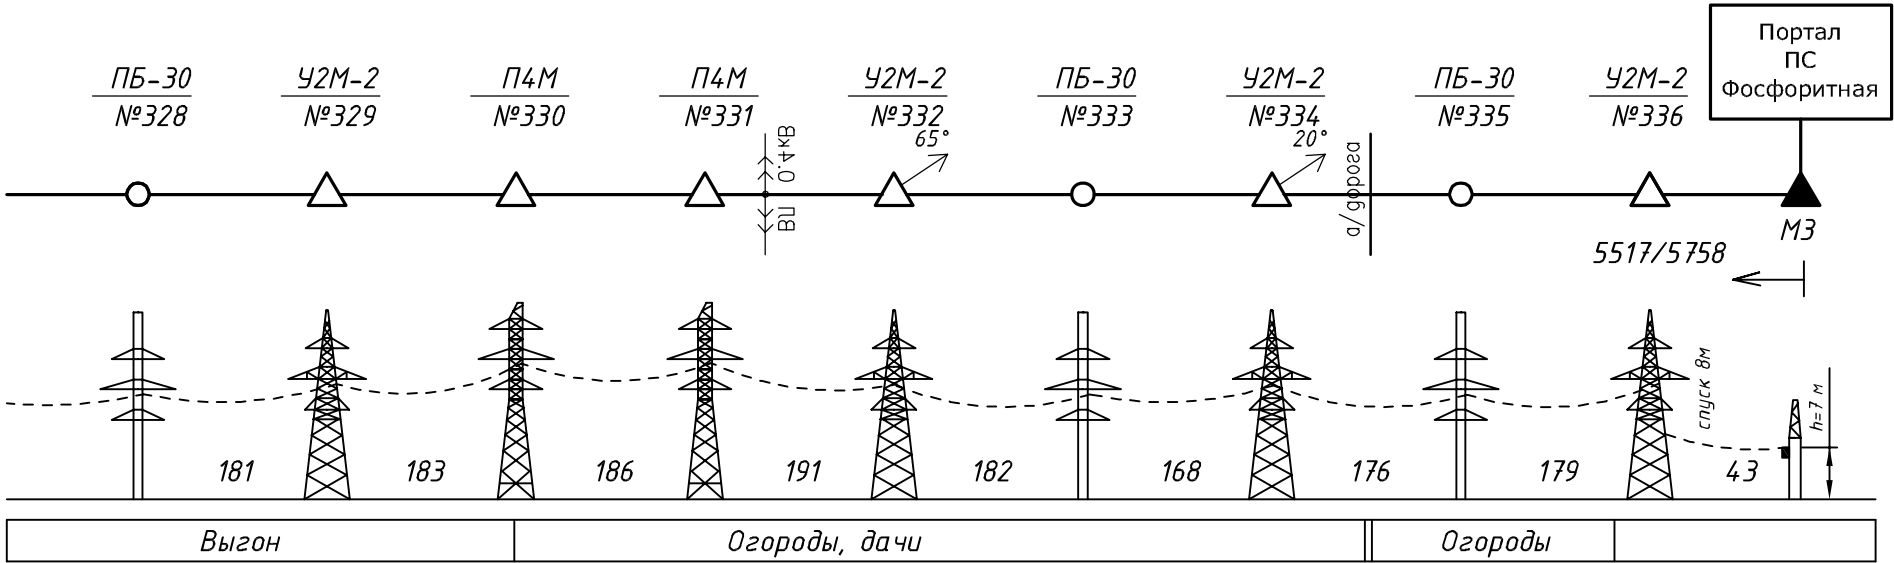 Портал
ПС
Фосфоритная
ПБ-30
У2М-2
П4М
П4М
У2М-2
ПБ-30
У2М-2
ПБ-30
У2М-2
№328
№329
№330
№331
№332
№333
№334
№335
№336
0.4кВ
65°
20°
ВЛ
а/дорога
МЗ
5517/5758
спуск 8м
h=7 м
181
183
186
191
182
168
176
179
43
Выгон
Огороды, дачи
Огороды